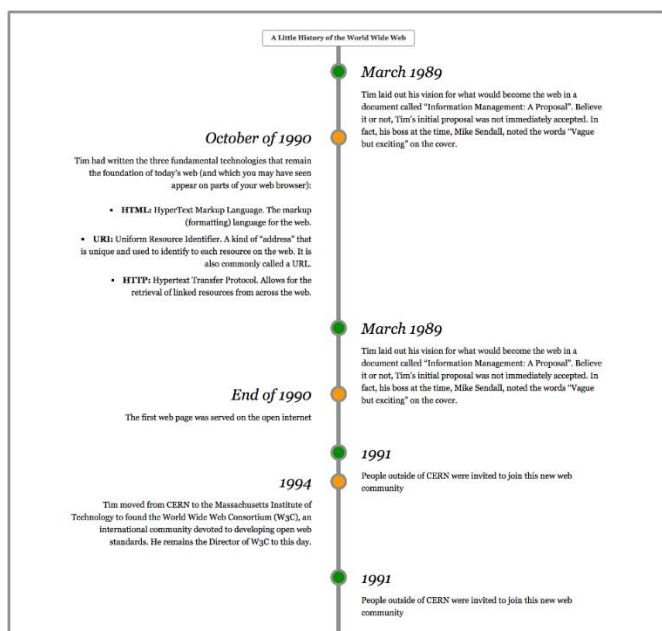 A Little History of the World Wide Web
March 1989
Tim laid out his vision for what would become the web in a
document called “Information Management: A Proposal”. Believe
it or not, Tim’s initial proposal was not immediately accepted. In
fact, his boss at the time, Mike Sendall, noted the words “Vague
but exciting” on the cover.
October of 1990
Tim had written the three fundamental technologies that remain
the foundation of today’s web (and which you may have seen
appear on parts of your web browser):
• HTML: HyperText Markup Language. The markup
(formatting) language for the web.
• URI: Uniform Resource Identifier. A kind of “address” that
is unique and used to identify to each resource on the web. It is
also commonly called a URL.
• HTTP: Hypertext Transfer Protocol. Allows for the
retrieval of linked resources from across the web.
March 1989
Tim laid out his vision for what would become the web in a
document called “Information Management: A Proposal”. Believe
it or not, Tim’s initial proposal was not immediately accepted. In
fact, his boss at the time, Mike Sendall, noted the words “Vague
but exciting” on the cover.
End of 1990
The first web page was served on the open internet
1991
People outside of CERN were invited to join this new web
community
1994
Tim moved from CERN to the Massachusetts Institute of
Technology to found the World Wide Web Consortium (W3C), an
international community devoted to developing open web
standards. He remains the Director of W3C to this day.
1991
People outside of CERN were invited to join this new web
community